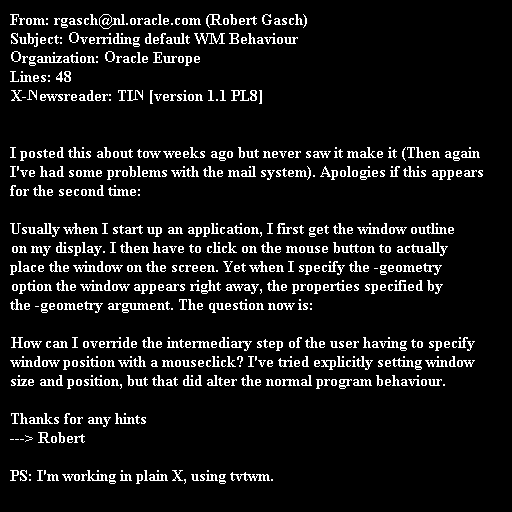 From: rgasch@nl.oracle.com (Robert Gasch)
Subject: Overriding default WM Behaviour
Organization: Oracle Europe
Lines: 48
X-Newsreader: TIN [version 1.1 PL8]
I posted this about tow weeks ago but never saw it make it (Then again
I've had some problems with the mail system). Apologies if this appears
for the second time:
Usually when I start up an application, I first get the window outline
on my display. I then have to click on the mouse button to actually
place the window on the screen. Yet when I specify the -geometry
option the window appears right away, the properties specified by
the -geometry argument. The question now is:
How can I override the intermediary step of the user having to specify
window position with a mouseclick? I've tried explicitly setting window
size and position, but that did alter the normal program behaviour.
Thanks for any hints
---> Robert
PS: I'm working in plain X, using tvtwm.